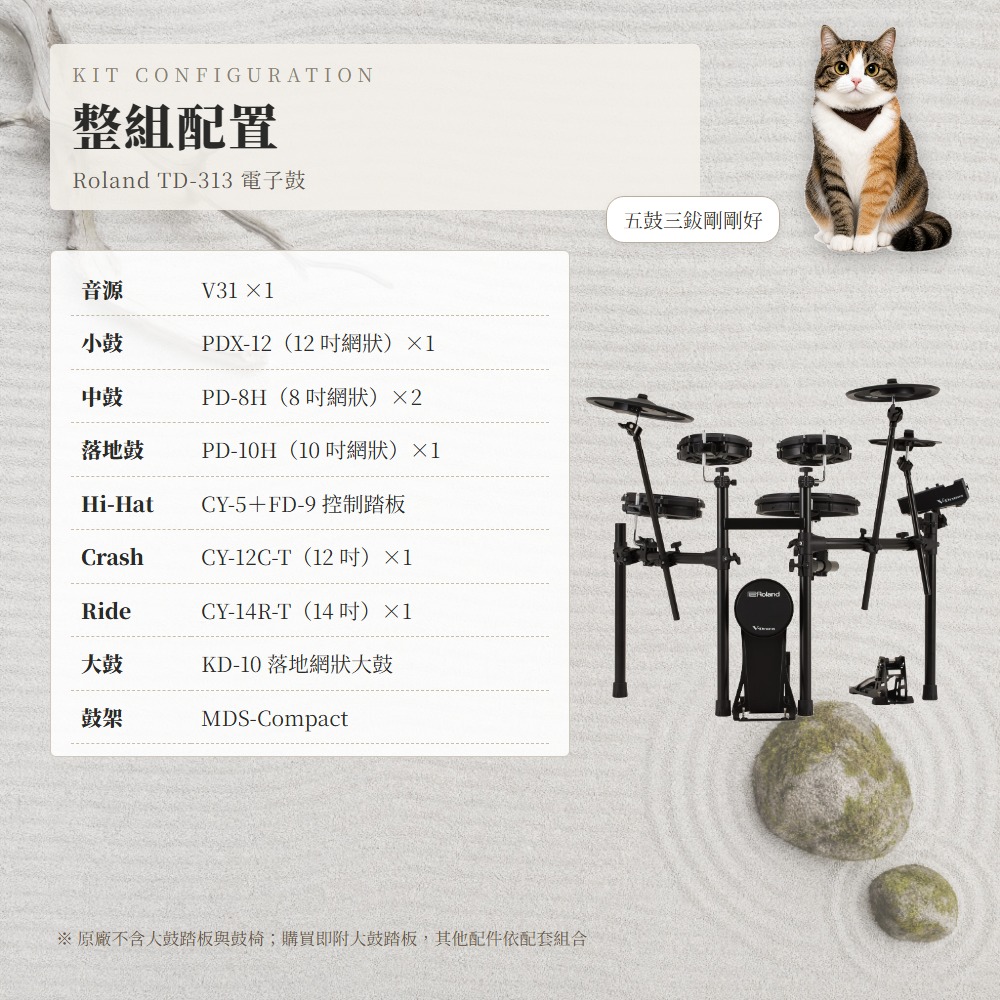 KIT CONFIGURATION
整組配置
Roland TD-313 電子鼓
五鼓三鈸剛剛好
音源 V31 ×1
小鼓 PDX-12（12 吋網狀）×1
中鼓 PD-8H（8 吋網狀）×2
落地鼓 PD-10H（10 吋網狀）×1
Hi-Hat CY-5＋FD-9 控制踏板
Crash CY-12C-T（12 吋）×1
Ride CY-14R-T（14 吋）×1
大鼓 KD-10 落地網狀大鼓
鼓架 MDS-Compact
V-Drums
Roland
V-Drums
※ 原廠不含大鼓踏板與鼓椅；購買即附大鼓踏板，其他配件依配套組合